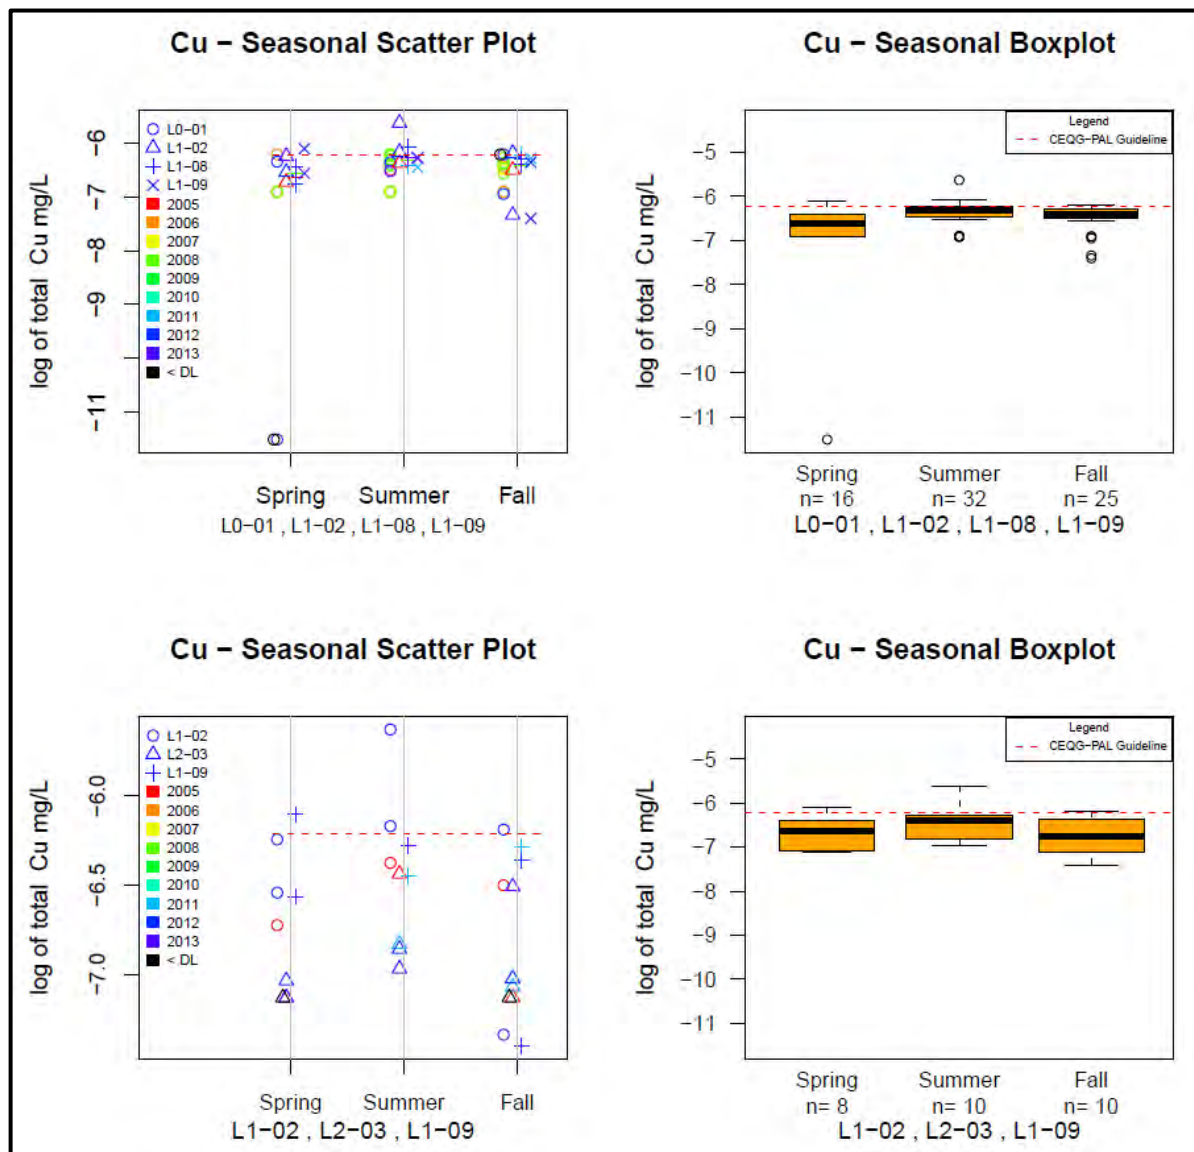 Cu − Seasonal Scatter Plot
log of total Cu mg/L
−6
−7
−8
−9
−11
L0−01
L1−02
L1−08
L1−09
2005
2006
2007
2008
2009
2010
2011
2012
2013
< DL
Spring
Summer
Fall
L0−01 , L1−02 , L1−08 , L1−09
Cu − Seasonal Boxplot
log of total Cu mg/L
−5
−6
−7
−8
−9
−10
−11
Legend
CEQG−PAL Guideline
Spring
Summer
Fall
n= 16
n= 32
n= 25
L0−01 , L1−02 , L1−08 , L1−09
Cu − Seasonal Scatter Plot
log of total Cu mg/L
−6.0
−6.5
−7.0
L1−02
L2−03
L1−09
2005
2006
2007
2008
2009
2010
2011
2012
2013
< DL
Spring
Summer
Fall
L1−02 , L2−03 , L1−09
Cu − Seasonal Boxplot
log of total Cu mg/L
−5
−6
−7
−8
−9
−10
−11
Legend
CEQG−PAL Guideline
Spring
Summer
Fall
n= 8
n= 10
n= 10
L1−02 , L2−03 , L1−09